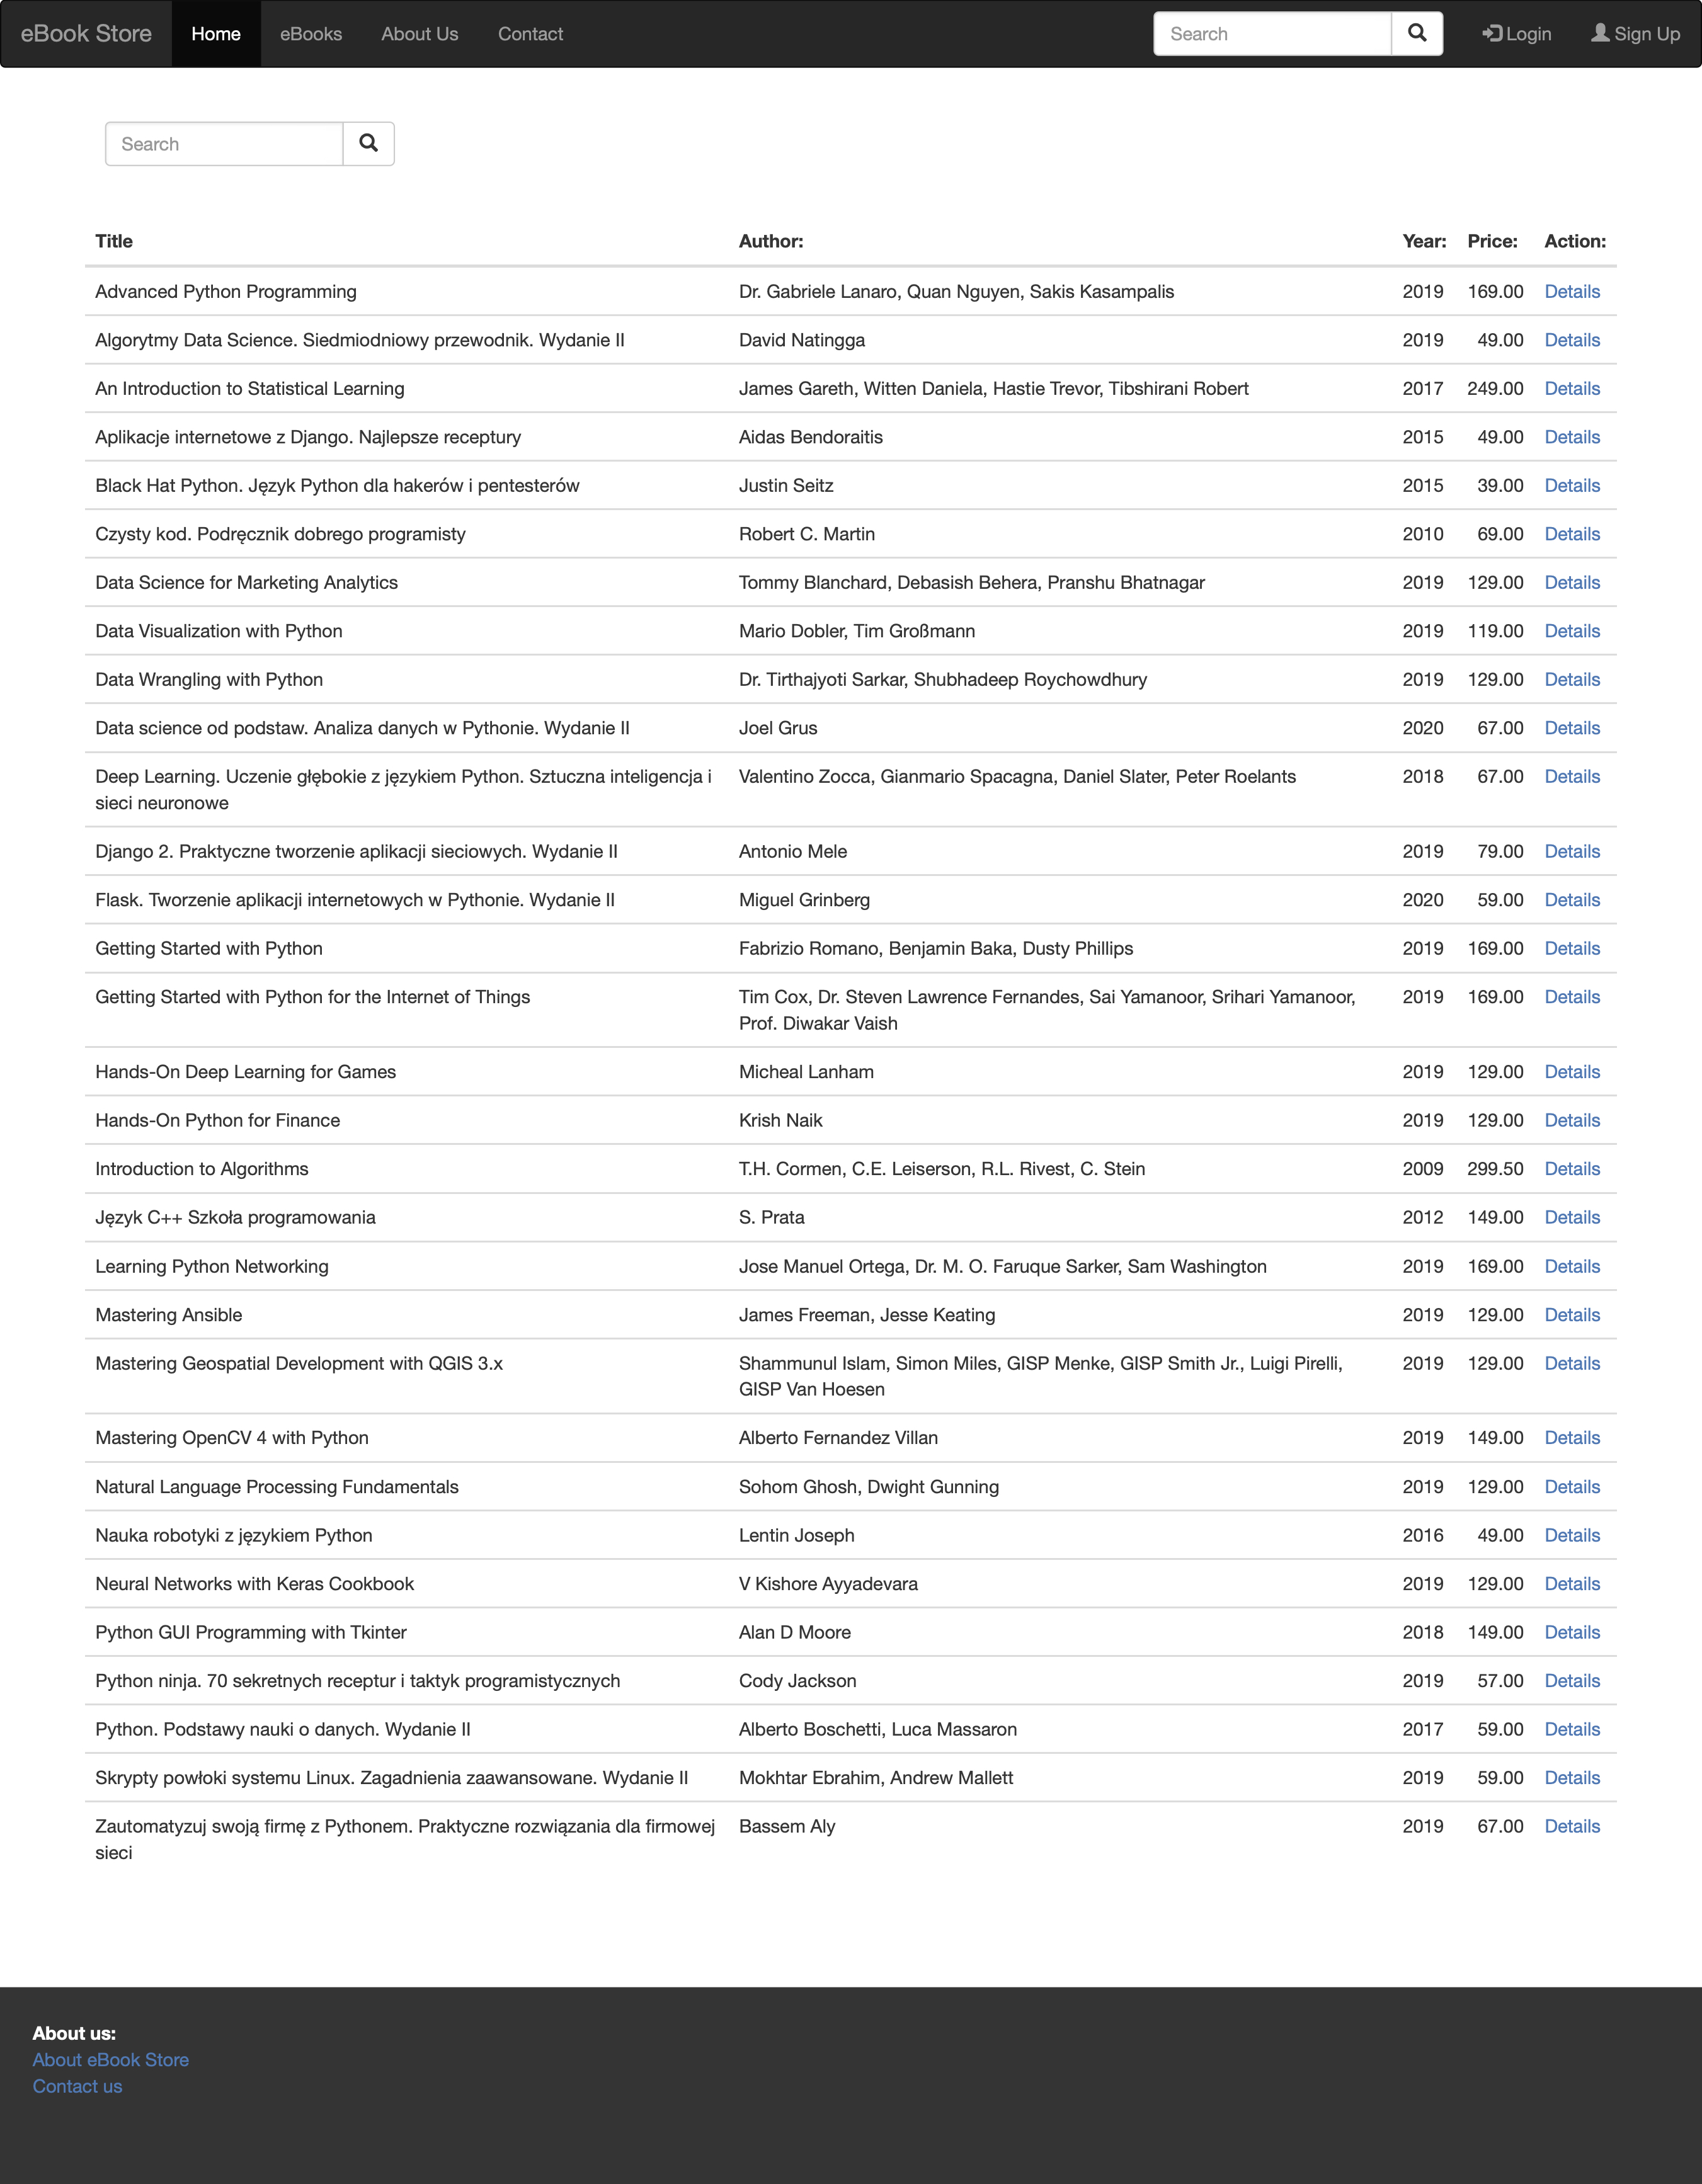 eBook Store Home eBooks About Us Contact Search Login Sign Up
Search
Title Author: Year: Price: Action:
Advanced Python Programming Dr. Gabriele Lanaro, Quan Nguyen, Sakis Kasampalis 2019 169.00 Details
Algorytmy Data Science. Siedmiodniowy przewodnik. Wydanie II David Natingga 2019 49.00 Details
An Introduction to Statistical Learning James Gareth, Witten Daniela, Hastie Trevor, Tibshirani Robert 2017 249.00 Details
Aplikacje internetowe z Django. Najlepsze receptury Aidas Bendoraitis 2015 49.00 Details
Black Hat Python. Język Python dla hakerów i pentesterów Justin Seitz 2015 39.00 Details
Czysty kod. Podręcznik dobrego programisty Robert C. Martin 2010 69.00 Details
Data Science for Marketing Analytics Tommy Blanchard, Debasish Behera, Pranshu Bhatnagar 2019 129.00 Details
Data Visualization with Python Mario Dobler, Tim Großmann 2019 119.00 Details
Data Wrangling with Python Dr. Tirthajyoti Sarkar, Shubhadeep Roychowdhury 2019 129.00 Details
Data science od podstaw. Analiza danych w Pythonie. Wydanie II Joel Grus 2020 67.00 Details
Deep Learning. Uczenie głębokie z językiem Python. Sztuczna inteligencja i Valentino Zocca, Gianmario Spacagna, Daniel Slater, Peter Roelants 2018 67.00 Details
sieci neuronowe
Django 2. Praktyczne tworzenie aplikacji sieciowych. Wydanie II Antonio Mele 2019 79.00 Details
Flask. Tworzenie aplikacji internetowych w Pythonie. Wydanie II Miguel Grinberg 2020 59.00 Details
Getting Started with Python Fabrizio Romano, Benjamin Baka, Dusty Phillips 2019 169.00 Details
Getting Started with Python for the Internet of Things Tim Cox, Dr. Steven Lawrence Fernandes, Sai Yamanoor, Srihari Yamanoor, 2019 169.00 Details
Prof. Diwakar Vaish
Hands-On Deep Learning for Games Micheal Lanham 2019 129.00 Details
Hands-On Python for Finance Krish Naik 2019 129.00 Details
Introduction to Algorithms T.H. Cormen, C.E. Leiserson, R.L. Rivest, C. Stein 2009 299.50 Details
Język C++ Szkoła programowania S. Prata 2012 149.00 Details
Learning Python Networking Jose Manuel Ortega, Dr. M. O. Faruque Sarker, Sam Washington 2019 169.00 Details
Mastering Ansible James Freeman, Jesse Keating 2019 129.00 Details
Mastering Geospatial Development with QGIS 3.x Shammunul Islam, Simon Miles, GISP Menke, GISP Smith Jr., Luigi Pirelli, 2019 129.00 Details
GISP Van Hoesen
Mastering OpenCV 4 with Python Alberto Fernandez Villan 2019 149.00 Details
Natural Language Processing Fundamentals Sohom Ghosh, Dwight Gunning 2019 129.00 Details
Nauka robotyki z językiem Python Lentin Joseph 2016 49.00 Details
Neural Networks with Keras Cookbook V Kishore Ayyadevara 2019 129.00 Details
Python GUI Programming with Tkinter Alan D Moore 2018 149.00 Details
Python ninja. 70 sekretnych receptur i taktyk programistycznych Cody Jackson 2019 57.00 Details
Python. Podstawy nauki o danych. Wydanie II Alberto Boschetti, Luca Massaron 2017 59.00 Details
Skrypty powłoki systemu Linux. Zagadnienia zaawansowane. Wydanie II Mokhtar Ebrahim, Andrew Mallett 2019 59.00 Details
Zautomatyzuj swoją firmę z Pythonem. Praktyczne rozwiązania dla firmowej Bassem Aly 2019 67.00 Details
sieci
About us:
About eBook Store
Contact us